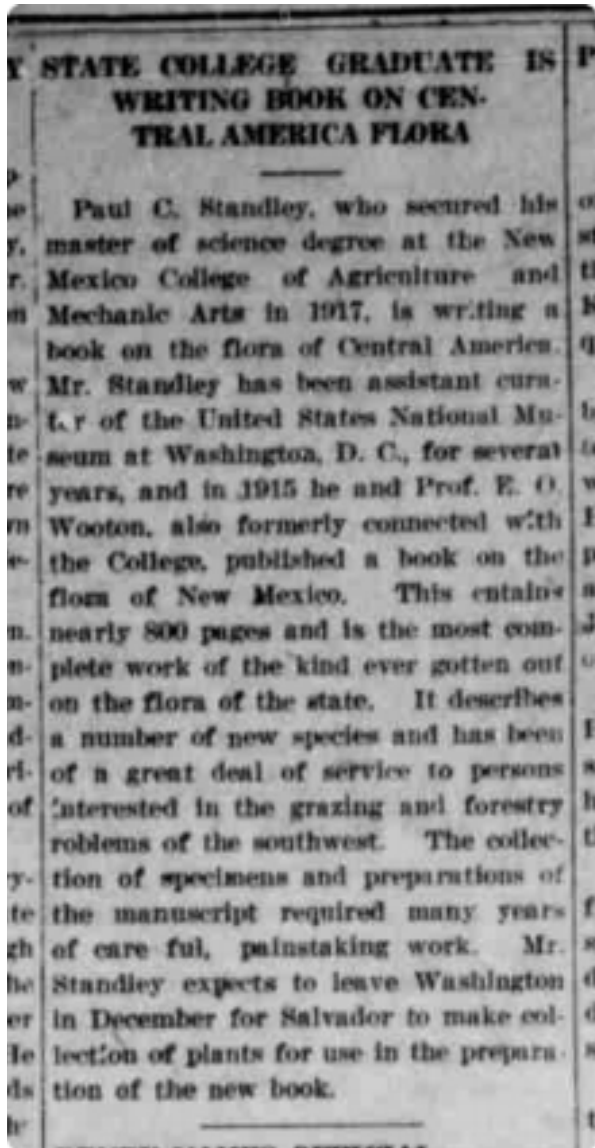 STATE COLLEGE GRADUATE IS
WRITING BOOK ON CEN-
TRAL AMERICA FLORA
Paul C. Standley, who secured his
master of science degree at the New
Mexico College of Agriculture and
Mechanic Arts in 1917, is writing a
book on the flora of Central America.
Mr. Standley has been assistant cura-
tor of the United States National Mu-
seum at Washington, D. C., for several
years, and in 1915 he and Prof. E. O.
Wooton, also formerly connected with
the College, published a book on the
flora of New Mexico. This entains
nearly 800 pages and is the most com-
plete work of the kind ever gotten out
on the flora of the state. It describes
a number of new species and has been
of a great deal of service to persons
interested in the grazing and forestry
roblems of the southwest. The collec-
tion of specimens and preparations of
the manuscript required many years
of care ful, painstaking work. Mr.
Standley expects to leave Washington
in December for Salvador to make col-
lection of plants for use in the prepara-
tion of the new book.